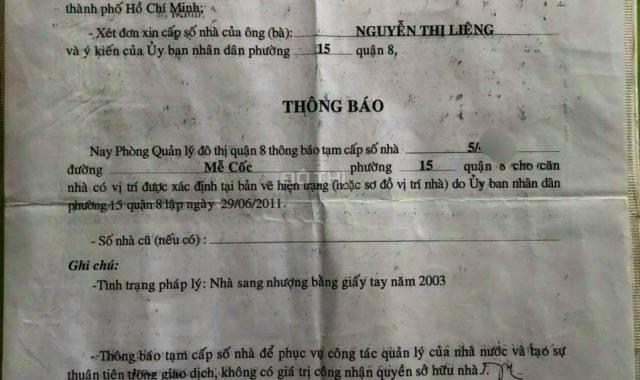 thành phố Hồ Chí Minh;
- Xét đơn xin cấp số nhà của ông (bà): NGUYỄN THỊ LIÊNG
và ý kiến của Ủy ban nhân dân phường 15 quận 8,
THÔNG BÁO
Nay Phòng Quản lý đô thị quận 8 thông báo tạm cấp số nhà 5/
đường Mễ Cốc phường 15 quận 8 cho căn
nhà có vị trí được xác định tại bản vẽ hiện trạng (hoặc sơ đồ vị trí nhà) do Ủy ban nhân dân
phường 15 quận 8 lập ngày 29/06/2011.
- Số nhà cũ (nếu có) :
Ghi chú:
-Tình trạng pháp lý: Nhà sang nhượng bằng giấy tay năm 2003
- Thông báo tạm cấp số nhà để phục vụ công tác quản lý của nhà nước và tạo sự
thuận tiện trong giao dịch, không có giá trị công nhận quyền sở hữu nhà./.